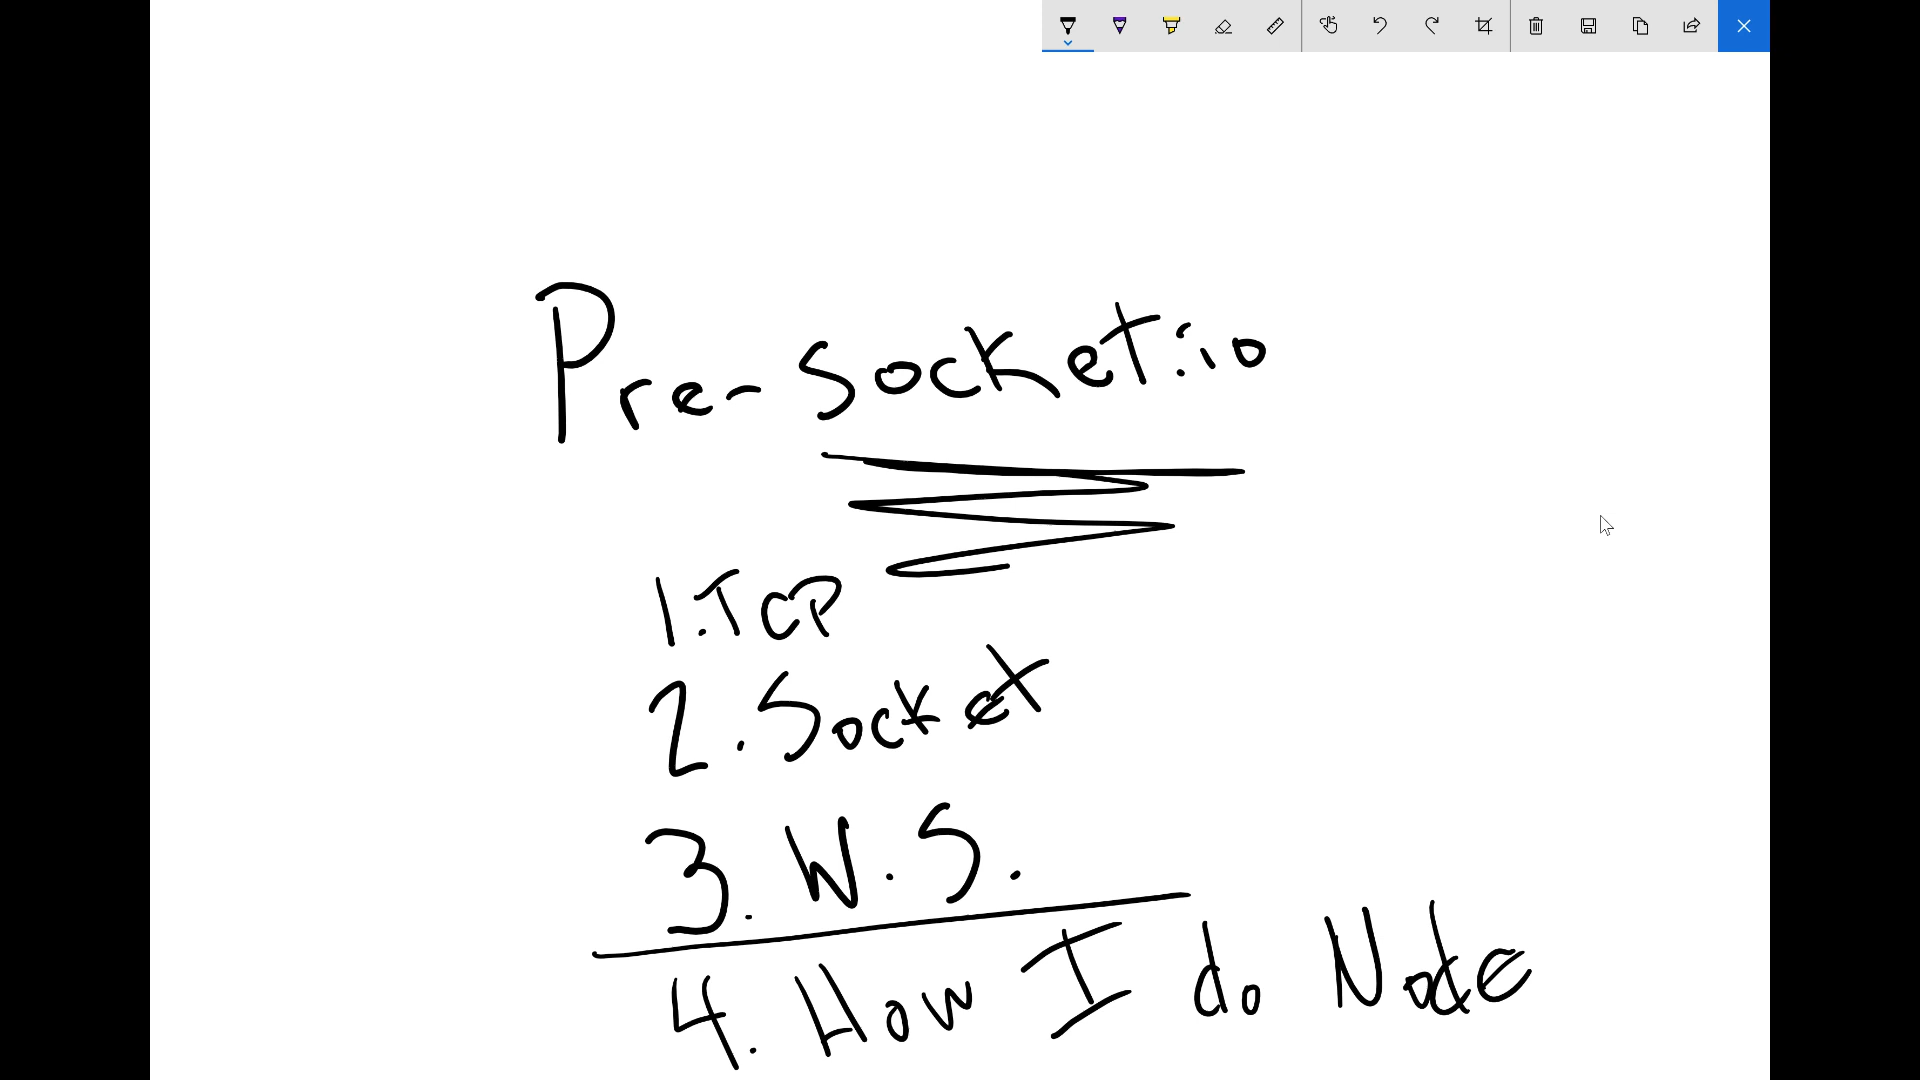 Pre-Socket.io
1. TCP
2. Socket
3. W.S.
4. How I do Node